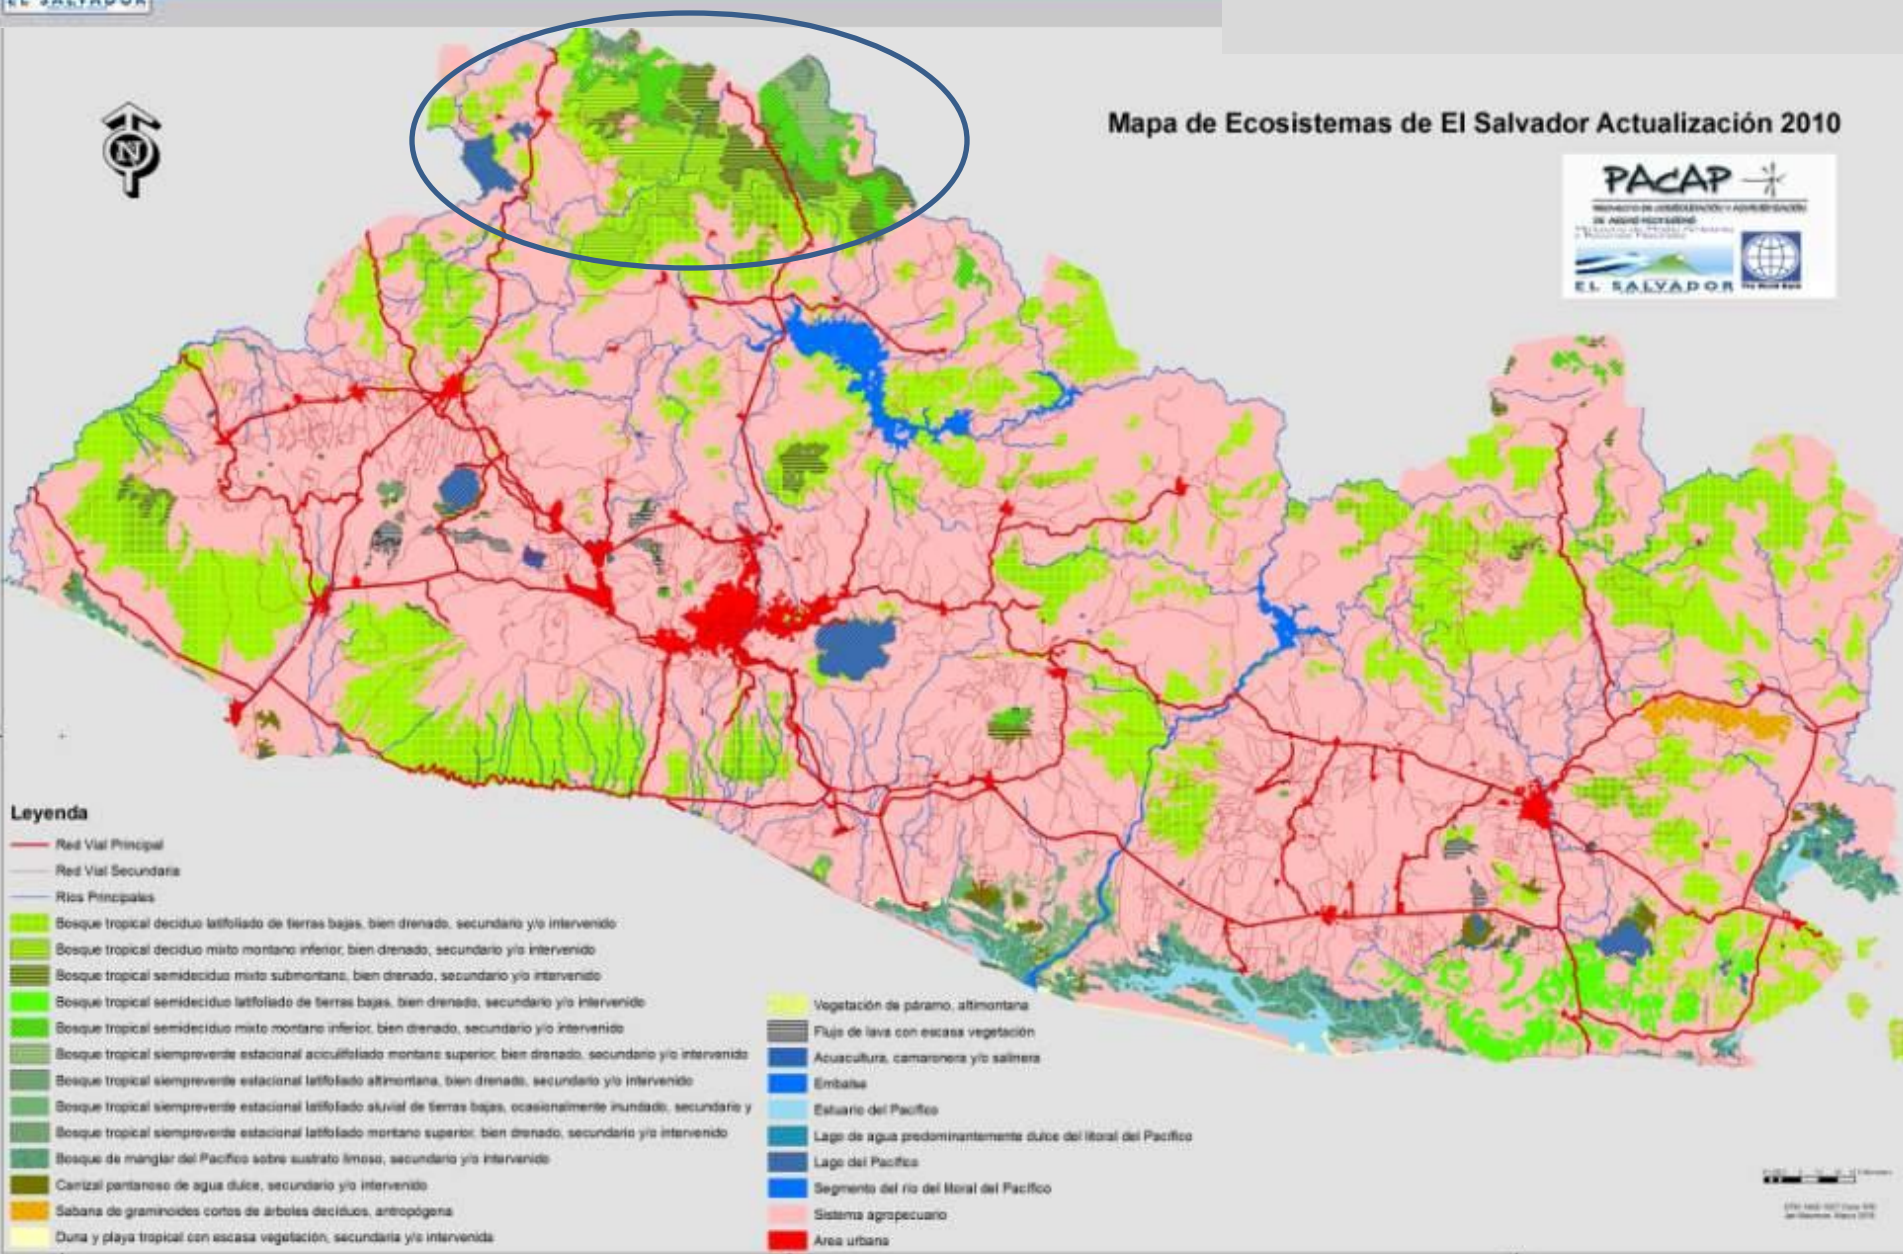 EL SALVADOR
Mapa de Ecosistemas de El Salvador Actualización 2010
N
PACAP
EL SALVADOR
The World Bank
Leyenda
Red Vial Principal
Red Vial Secundaria
Ríos Principales
Bosque tropical deciduo latifoliado de tierras bajas, bien drenado, secundario y/o intervenido
Bosque tropical deciduo mixto montano inferior, bien drenado, secundario y/o intervenido
Bosque tropical semideciduo mixto submontano, bien drenado, secundario y/o intervenido
Bosque tropical semideciduo latifoliado de tierras bajas, bien drenado, secundario y/o intervenido
Bosque tropical semideciduo mixto montano inferior, bien drenado, secundario y/o intervenido
Bosque tropical siempreverde estacional aciculifoliado montano superior, bien drenado, secundario y/o intervenido
Bosque tropical siempreverde estacional latifoliado altimontana, bien drenado, secundario y/o intervenido
Bosque tropical siempreverde estacional latifoliado aluvial de tierras bajas, ocasionalmente inundado, secundario y
Bosque tropical siempreverde estacional latifoliado montano superior, bien drenado, secundario y/o intervenido
Bosque de manglar del Pacífico sobre sustrato limoso, secundario y/o intervenido
Carrizal pantanoso de agua dulce, secundario y/o intervenido
Sabana de graminoides cortos de árboles deciduos, antropógena
Duna y playa tropical con escasa vegetación, secundaria y/o intervenida
Vegetación de páramo, altimontana
Flujo de lava con escasa vegetación
Acuacultura, camaronera y/o salinera
Embalse
Estuario del Pacífico
Lago de agua predominantemente dulce del litoral del Pacífico
Lago del Pacífico
Segmento del río del litoral del Pacífico
Sistema agropecuario
Area urbana